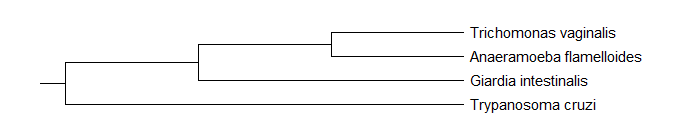 Trichomonas vaginalis
Anaeramoeba flamelloides
Giardia intestinalis
Trypanosoma cruzi